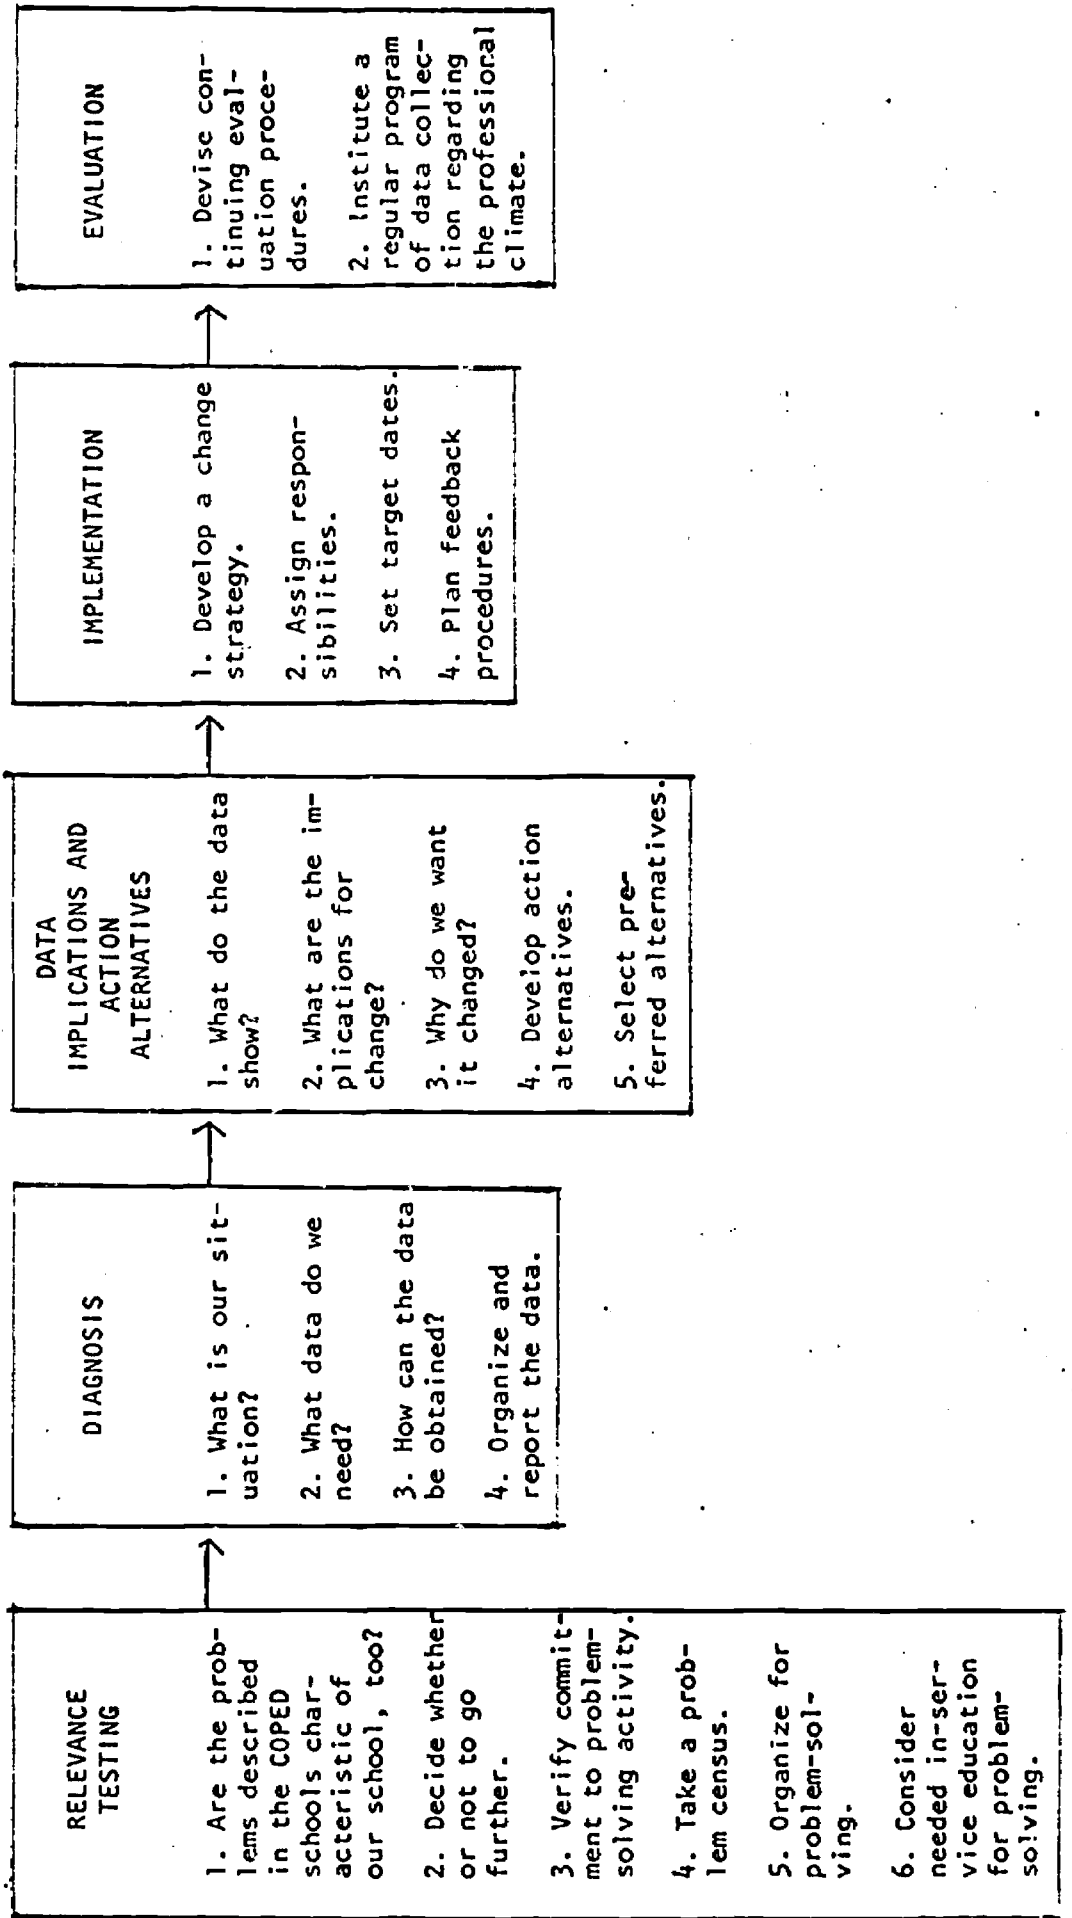 RELEVANCE
TESTING
1. Are the prob-
lems described
in the COPED
schools char-
acteristic of
our school, too?
2. Decide whether
or not to go
further.
3. Verify commit-
ment to problem-
solving activity.
4. Take a prob-
lem census.
5. Organize for
problem-sol-
ving.
6. Consider
needed in-ser-
vice education
for problem-
solving.
DIAGNOSIS
1. What is our sit-
uation?
2. What data do we
need?
3. How can the data
be obtained?
4. Organize and
report the data.
DATA
IMPLICATIONS AND
ACTION
ALTERNATIVES
1. What do the data
show?
2. What are the im-
plications for
change?
3. Why do we want
it changed?
4. Develop action
alternatives.
5. Select pre-
ferred alternatives.
IMPLEMENTATION
1. Develop a change
strategy.
2. Assign respon-
sibilities.
3. Set target dates.
4. Plan feedback
procedures.
EVALUATION
1. Devise con-
tinuing eval-
uation proce-
dures.
2. Institute a
regular program
of data collec-
tion regarding
the professional
climate.